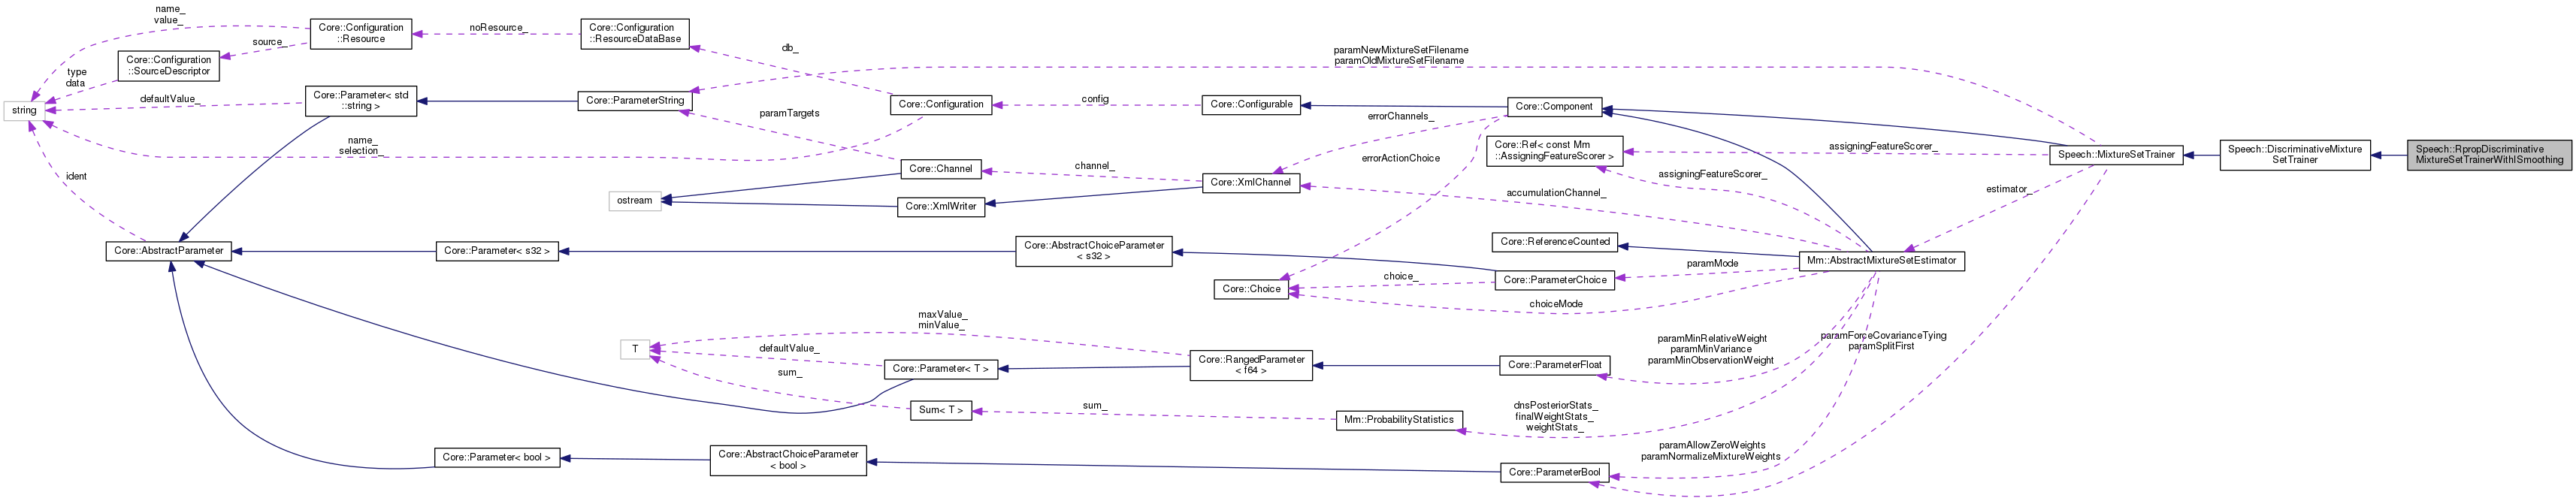 name_
value_
Core::Configuration
::Resource
noResource_
Core::Configuration
::ResourceDataBase
source_
db_
Core::Configuration
::SourceDescriptor
type
data
paramNewMixtureSetFilename
paramOldMixtureSetFilename
string
defaultValue_
Core::Parameter< std
::string >
Core::ParameterString
Core::Configuration
config
Core::Configurable
Core::Component
paramTargets
errorChannels_
name_
selection_
errorActionChoice
Core::Ref< const Mm
::AssigningFeatureScorer >
assigningFeatureScorer_
Speech::MixtureSetTrainer
Speech::DiscriminativeMixture
SetTrainer
Speech::RpropDiscriminative
MixtureSetTrainerWithISmoothing
ident
Core::Channel
channel_
Core::XmlChannel
assigningFeatureScorer_
accumulationChannel_
estimator_
ostream
Core::XmlWriter
Core::AbstractParameter
Core::Parameter< s32 >
Core::AbstractChoiceParameter
< s32 >
Core::ReferenceCounted
Mm::AbstractMixtureSetEstimator
paramMode
Core::ParameterChoice
choice_
Core::Choice
choiceMode
maxValue_
minValue_
T
defaultValue_
Core::Parameter< T >
Core::RangedParameter
< f64 >
Core::ParameterFloat
paramMinRelativeWeight
paramMinVariance
paramMinObservationWeight
paramForceCovarianceTying
paramSplitFirst
sum_
Sum< T >
sum_
Mm::ProbabilityStatistics
dnsPosteriorStats_
finalWeightStats_
weightStats_
Core::Parameter< bool >
Core::AbstractChoiceParameter
< bool >
Core::ParameterBool
paramAllowZeroWeights
paramNormalizeMixtureWeights